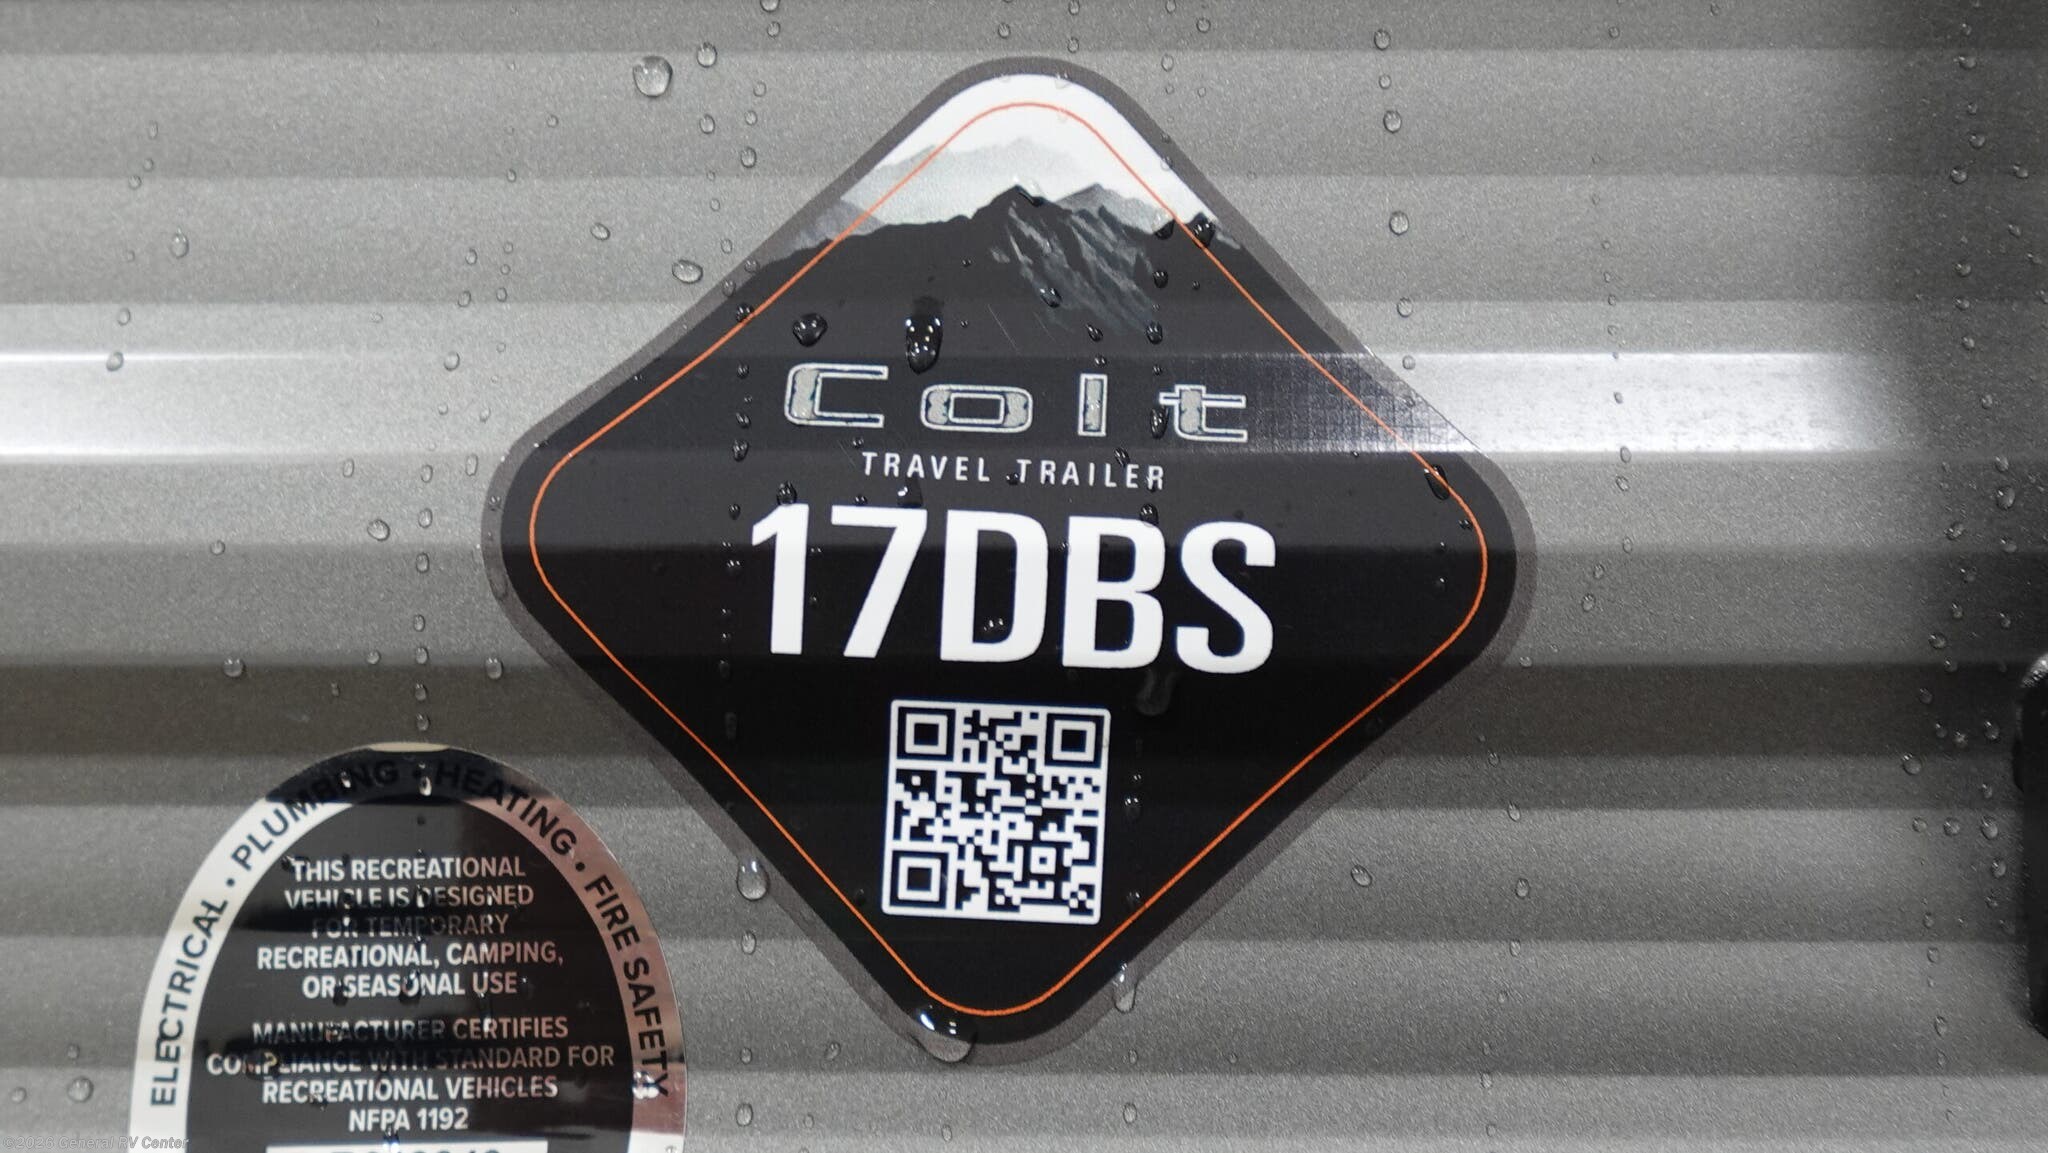 Colt
TRAVEL TRAILER
17DBS
ELECTRICAL • PLUMBING • HEATING • FIRE SAFETY
THIS RECREATIONAL
VEHICLE IS DESIGNED
FOR TEMPORARY
RECREATIONAL, CAMPING,
OR SEASONAL USE
MANUFACTURER CERTIFIES
COMPLIANCE WITH STANDARD FOR
RECREATIONAL VEHICLES
NFPA 1192
©2025 General RV Center